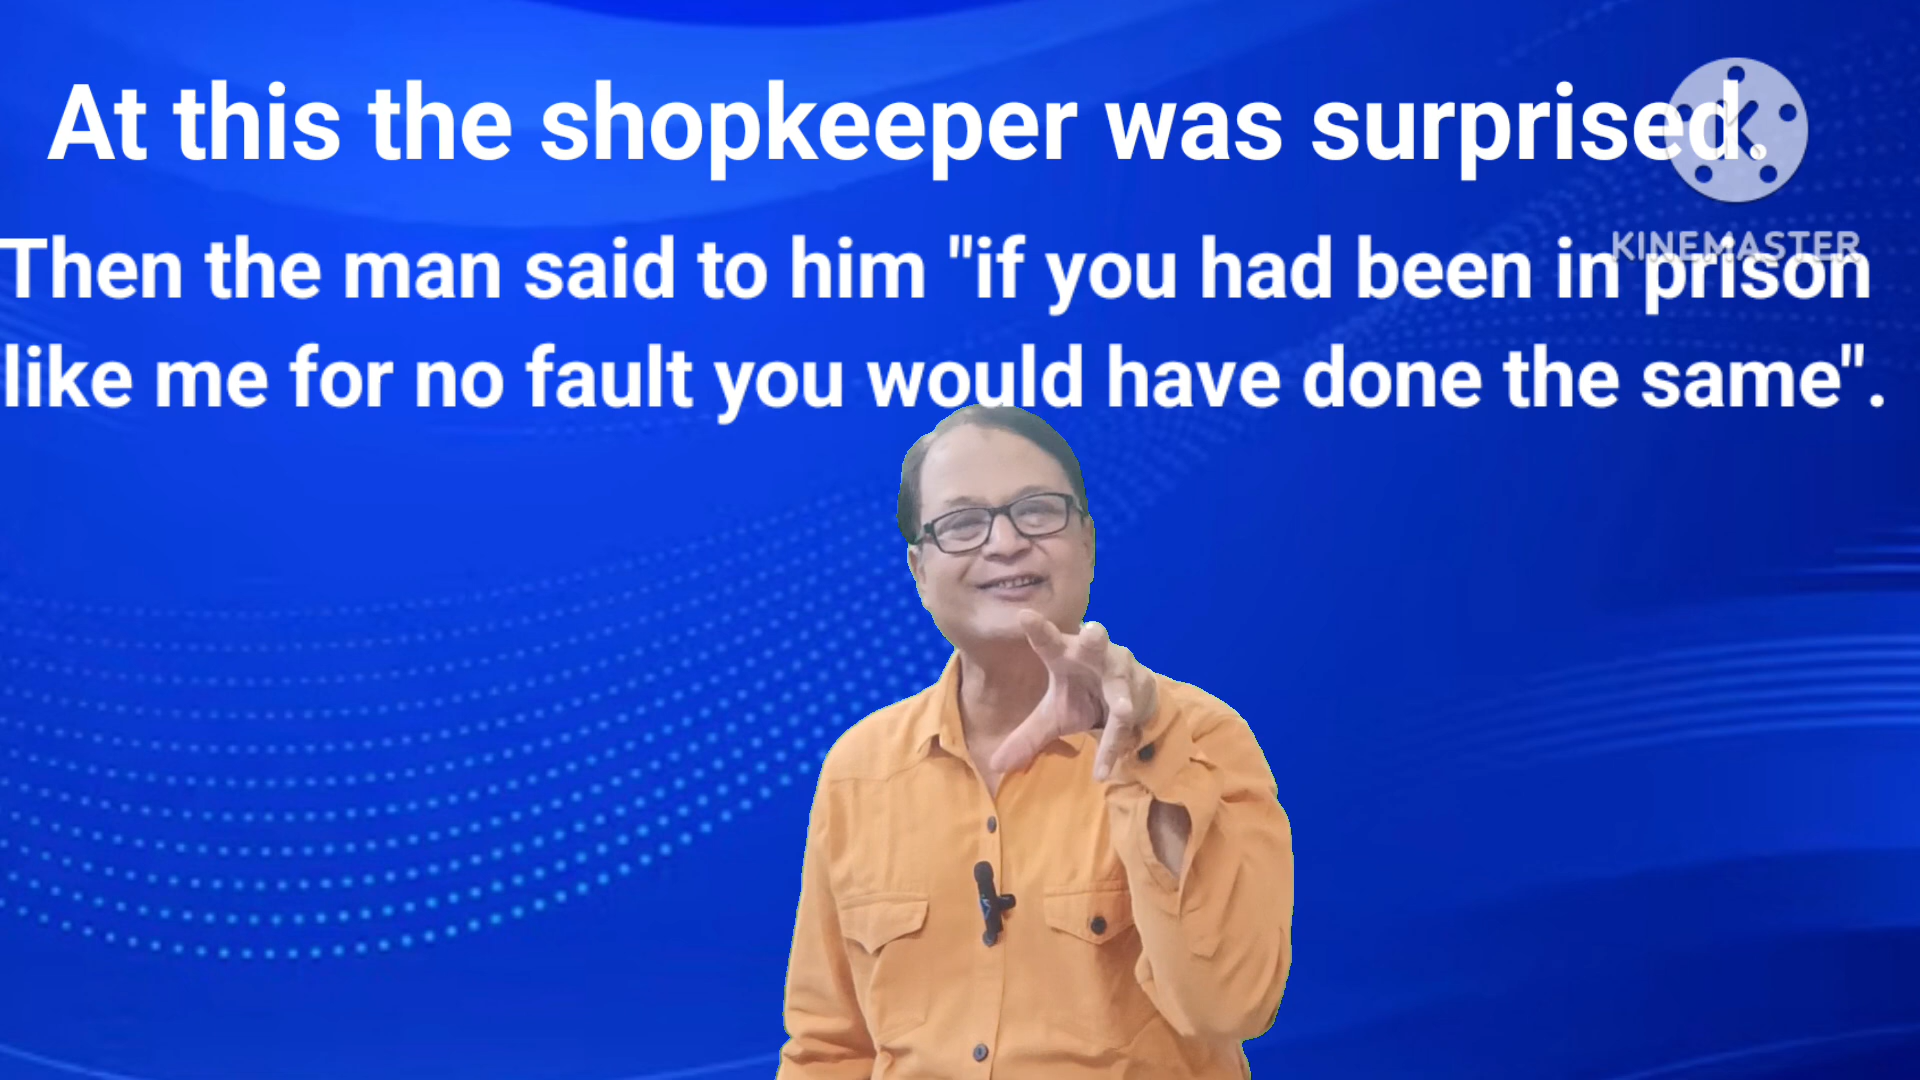 At this the shopkeeper was surprised.
KINEMASTER
Then the man said to him "if you had been in prison
like me for no fault you would have done the same".